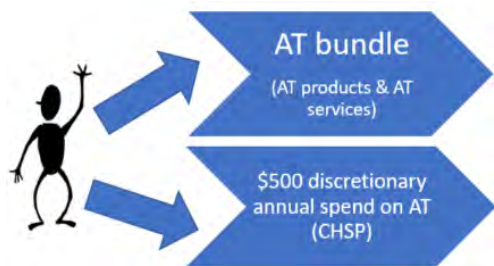 AT bundle
(AT products & AT
services)
$500 discretionary
annual spend on AT
(CHSP)